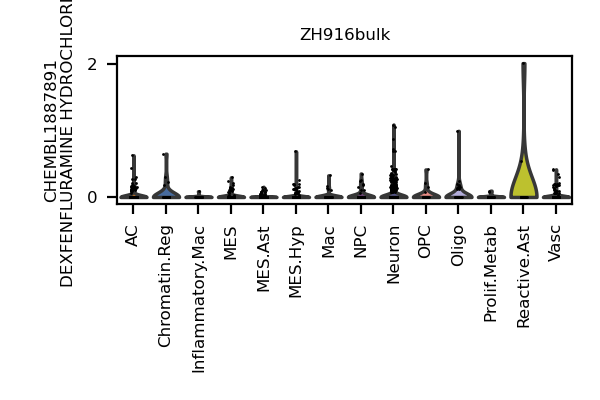 ZH916bulk
CHEMBL1887891
DEXFENFLURAMINE
2
0
AC
Chromatin.Reg
Inflammatory.Mac
MES
MES.Ast
MES.Hyp
Mac
NPC
Neuron
OPC
Oligo
Prolif.Metab
Reactive.Ast
Vasc